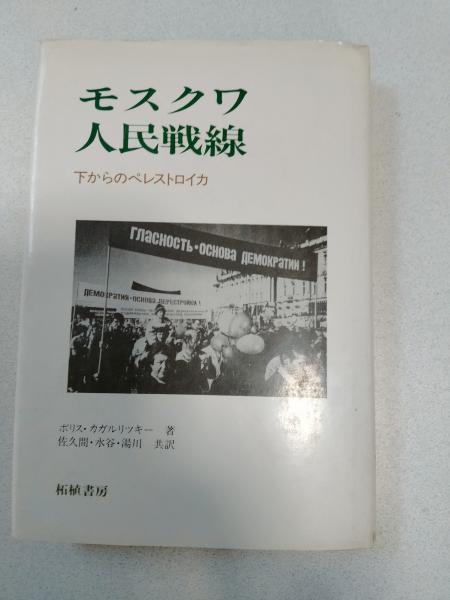 モスクワ
人民戦線
下からのペレストロイカ
ГЛАСНОСТЬ·ОСНОВА ДЕМОКРАТИИ!
ДЕМОКРАТИЯ·ОСНОВА ПЕРЕСТРОЙКИ!
ボリス・カガルリツキー 著
佐久間・水谷・湯川 共訳
柘植書房